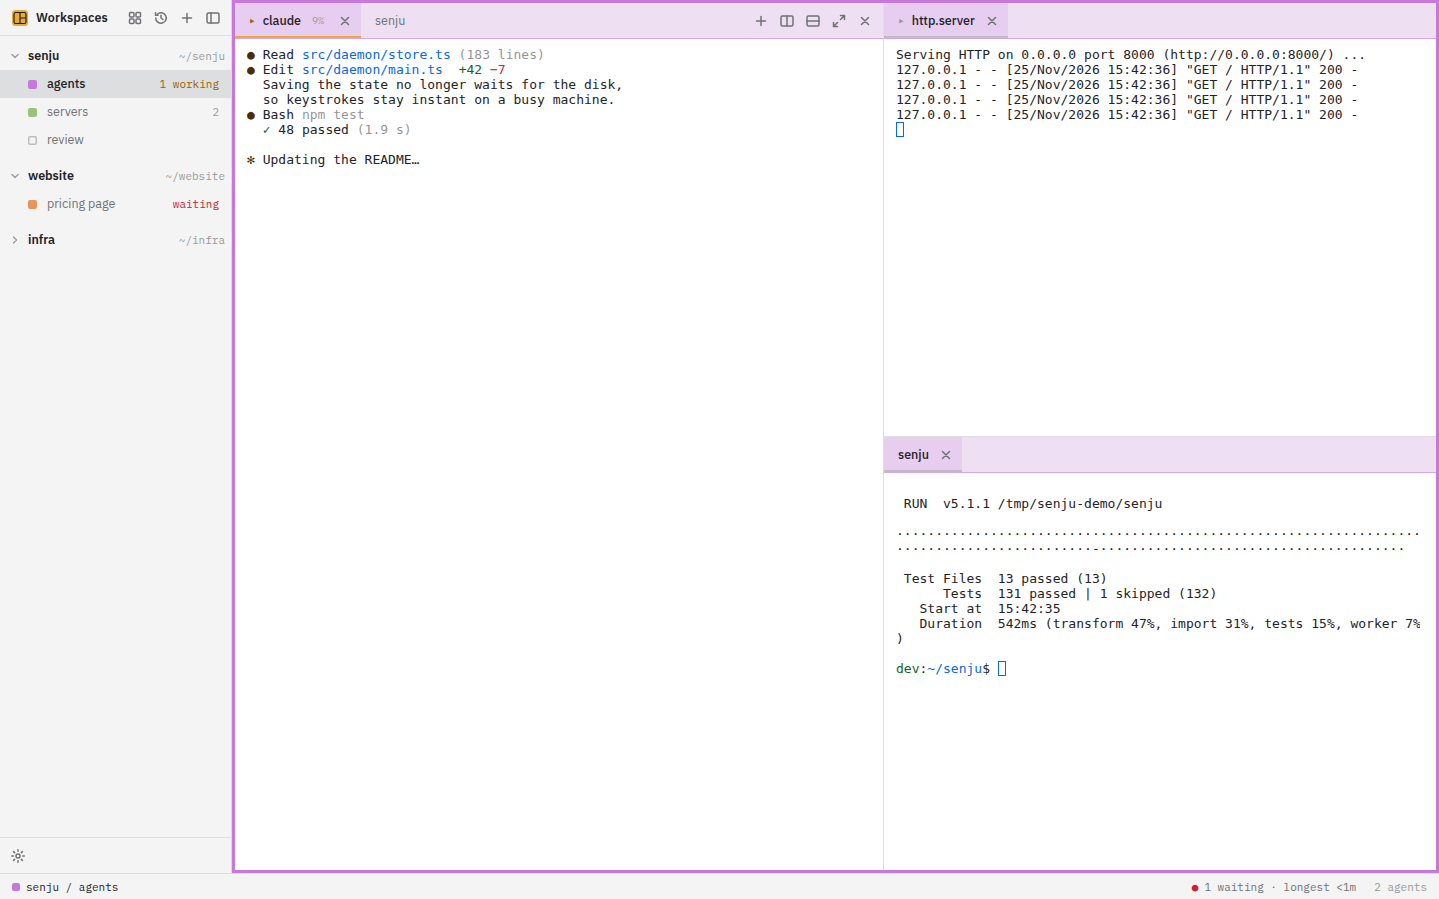 Workspaces
senju ~/senju
agents 1 working
servers 2
review
website ~/website
pricing page waiting
infra ~/infra
claude 9% senju
● Read src/daemon/store.ts (183 lines)
● Edit src/daemon/main.ts +42 −7
Saving the state no longer waits for the disk,
so keystrokes stay instant on a busy machine.
● Bash npm test
✓ 48 passed (1.9 s)
✻ Updating the README…
http.server
Serving HTTP on 0.0.0.0 port 8000 (http://0.0.0.0:8000/) ...
127.0.0.1 - - [25/Nov/2026 15:42:36] "GET / HTTP/1.1" 200 -
127.0.0.1 - - [25/Nov/2026 15:42:36] "GET / HTTP/1.1" 200 -
127.0.0.1 - - [25/Nov/2026 15:42:36] "GET / HTTP/1.1" 200 -
127.0.0.1 - - [25/Nov/2026 15:42:36] "GET / HTTP/1.1" 200 -
senju
RUN v5.1.1 /tmp/senju-demo/senju
···································································
·························-·······································
Test Files 13 passed (13)
Tests 131 passed | 1 skipped (132)
Start at 15:42:35
Duration 542ms (transform 47%, import 31%, tests 15%, worker 7%
)
dev:~/senju$
senju / agents
● 1 waiting · longest <1m 2 agents